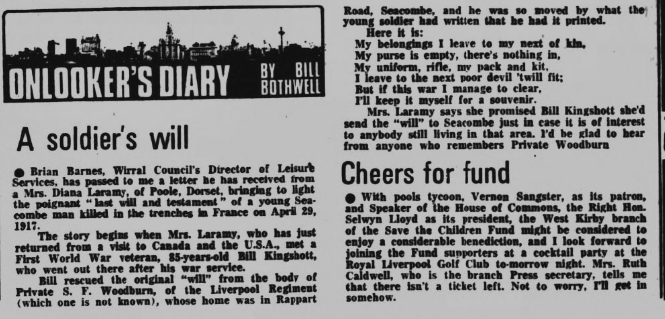 ONLOOKER'S DIARY
BY BILL
BOTHWELL
A soldier's will
● Brian Barnes, Wirral Council's Director of Leisure
Services, has passed to me a letter he has received from
a Mrs. Diana Laramy, of Poole, Dorset, bringing to light
the poignant "last will and testament" of a young Sea-
combe man killed in the trenches in France on April 29,
1917.
The story begins when Mrs. Laramy, who has just
returned from a visit to Canada and the U.S.A., met a
First World War veteran, 85-years-old Bill Kingshott,
who went out there after his war service.
Bill rescued the original "will" from the body of
Private S. F. Woodburn, of the Liverpool Regiment
(which one is not known), whose home was in Rappart
Road, Seacombe, and he was so moved by what the
young soldier had written that he had it printed.
Here it is:
My belongings I leave to my next of kin,
My purse is empty, there's nothing in,
My uniform, rifle, my pack and kit,
I leave to the next poor devil 'twill fit;
But if this war I manage to clear,
I'll keep it myself for a souvenir.
Mrs. Laramy says she promised Bill Kingshott she'd
send the "will" to Seacombe just in case it is of interest
to anybody still living in that area. I'd be glad to hear
from anyone who remembers Private Woodburn
Cheers for fund
● With pools tycoon, Vernon Sangster, as its patron,
and Speaker of the House of Commons, the Right Hon.
Selwyn Lloyd as its president, the West Kirby branch
of the Save the Children Fund might be considered to
enjoy a considerable benediction, and I look forward to
joining the Fund supporters at a cocktail party at the
Royal Liverpool Golf Club to-morrow night. Mrs. Ruth
Caldwell, who is the branch Press secretary, tells me
that there isn't a ticket left. Not to worry, I'll get in
somehow.